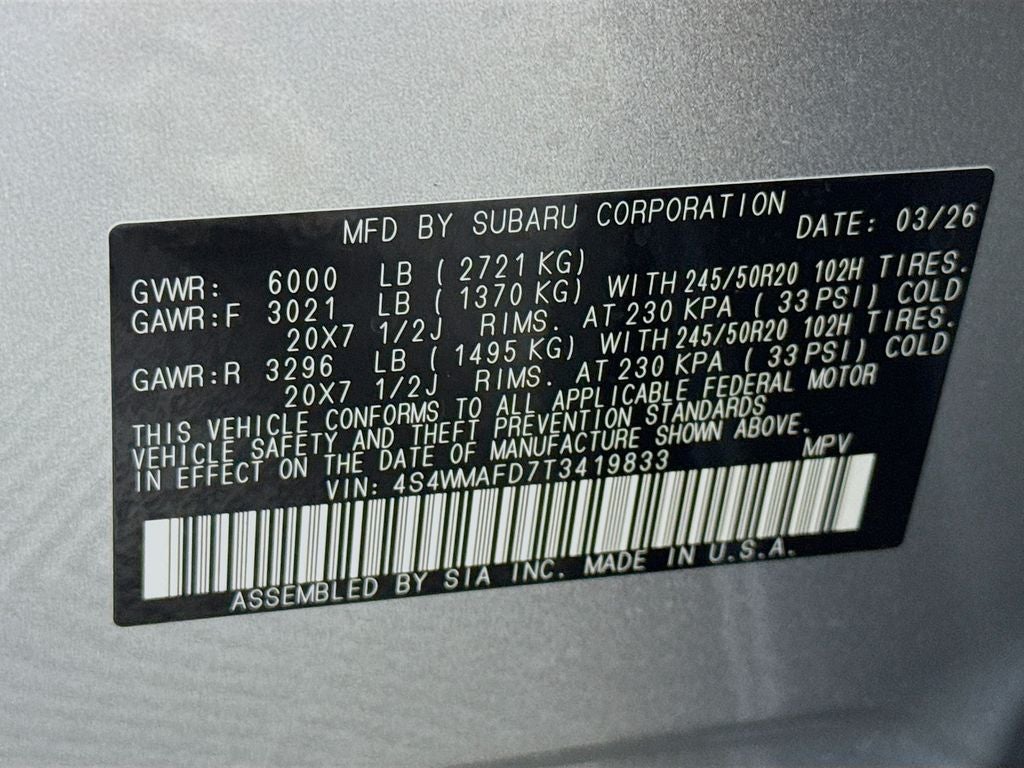 MFD BY SUBARU CORPORATION DATE: 03/26
GVWR: 6000 LB ( 2721 KG)
GAWR:F 3021 LB ( 1370 KG) WITH 245/50R20 102H TIRES.
20X7 1/2J RIMS. AT 230 KPA ( 33 PSI) COLD
GAWR:R 3296 LB ( 1495 KG) WITH 245/50R20 102H TIRES.
20X7 1/2J RIMS. AT 230 KPA ( 33 PSI) COLD
THIS VEHICLE CONFORMS TO ALL APPLICABLE FEDERAL MOTOR
VEHICLE SAFETY AND THEFT PREVENTION STANDARDS
IN EFFECT ON THE DATE OF MANUFACTURE SHOWN ABOVE.
VIN: 4S4WMAFD7T3419833 MPV
ASSEMBLED BY SIA INC. MADE IN U.S.A.